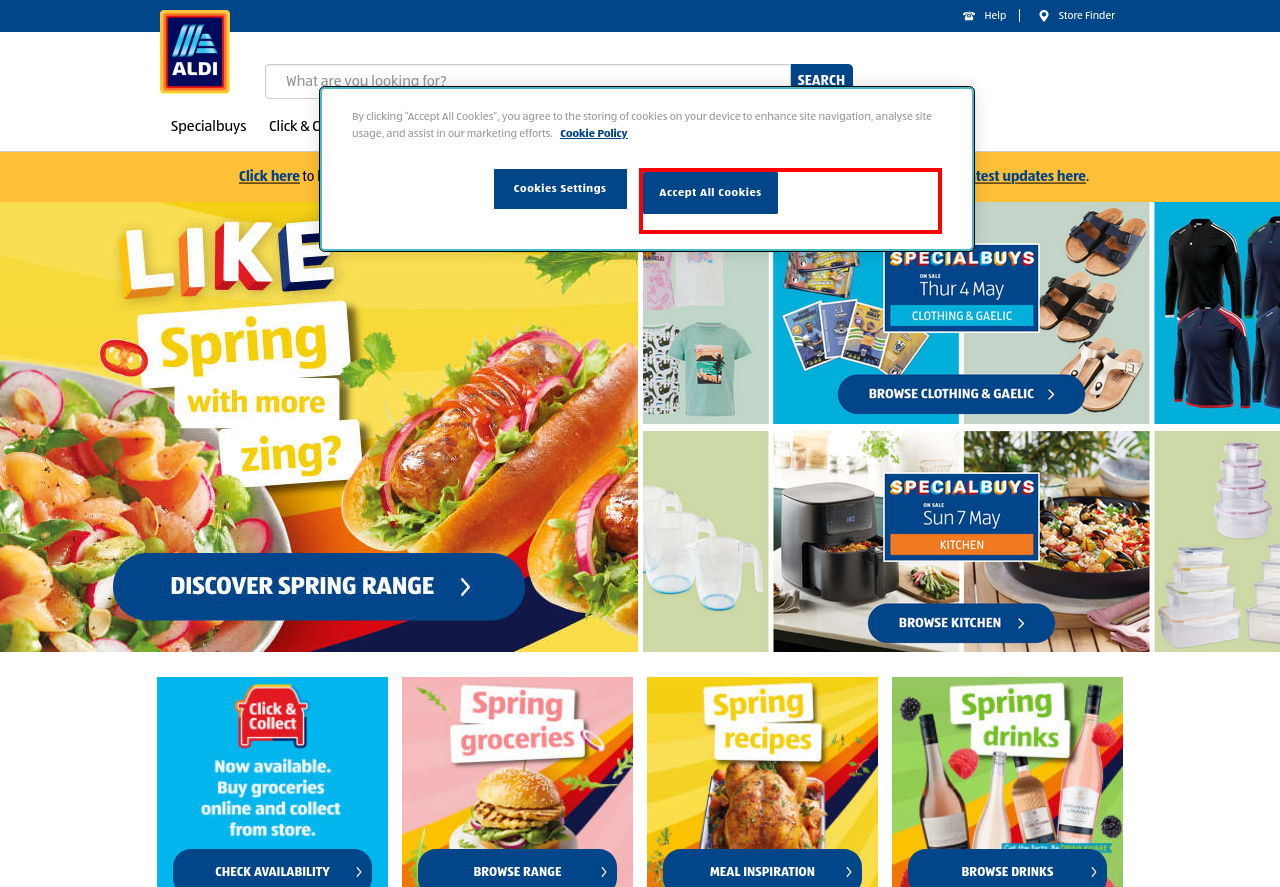 Help
Store Finder
ALDI
What are you looking for?
SEARCH
Specialbuys
Click & C
By clicking "Accept All Cookies", you agree to the storing of cookies on your device to enhance site navigation, analyse site
usage, and assist in our marketing efforts. Cookie Policy
Cookies Settings
Accept All Cookies
Click here to
test updates here.
LIKE
Spring
with more
zing?
DISCOVER SPRING RANGE
SPECIALBUYS
ON SALE
Thur 4 May
CLOTHING & GAELIC
BROWSE CLOTHING & GAELIC
SPECIALBUYS
ON SALE
Sun 7 May
KITCHEN
BROWSE KITCHEN
Click &
Collect
Now available.
Buy groceries
online and collect
from store.
CHECK AVAILABILITY
Spring
groceries
BROWSE RANGE
Spring
recipes
MEAL INSPIRATION
Spring
drinks
Get the facts. Be DRINKAWARE
BROWSE DRINKS